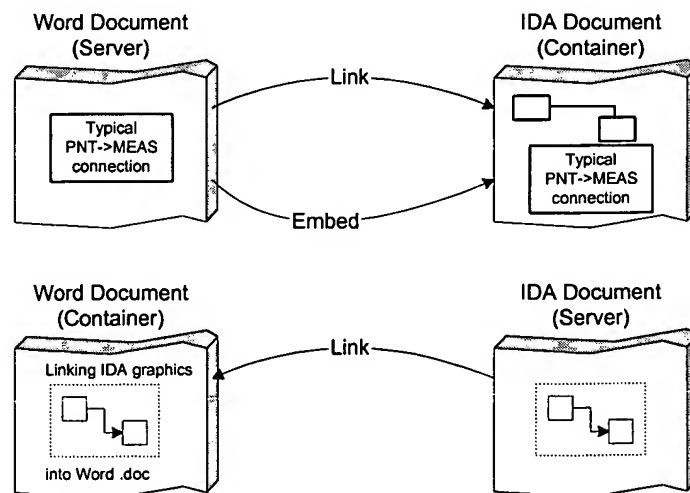 Word Document
(Server)
IDA Document
(Container)
Link
Typical
PNT->MEAS
connection
Typical
PNT->MEAS
connection
Embed
Word Document
(Container)
IDA Document
(Server)
Link
Linking IDA graphics
into Word .doc